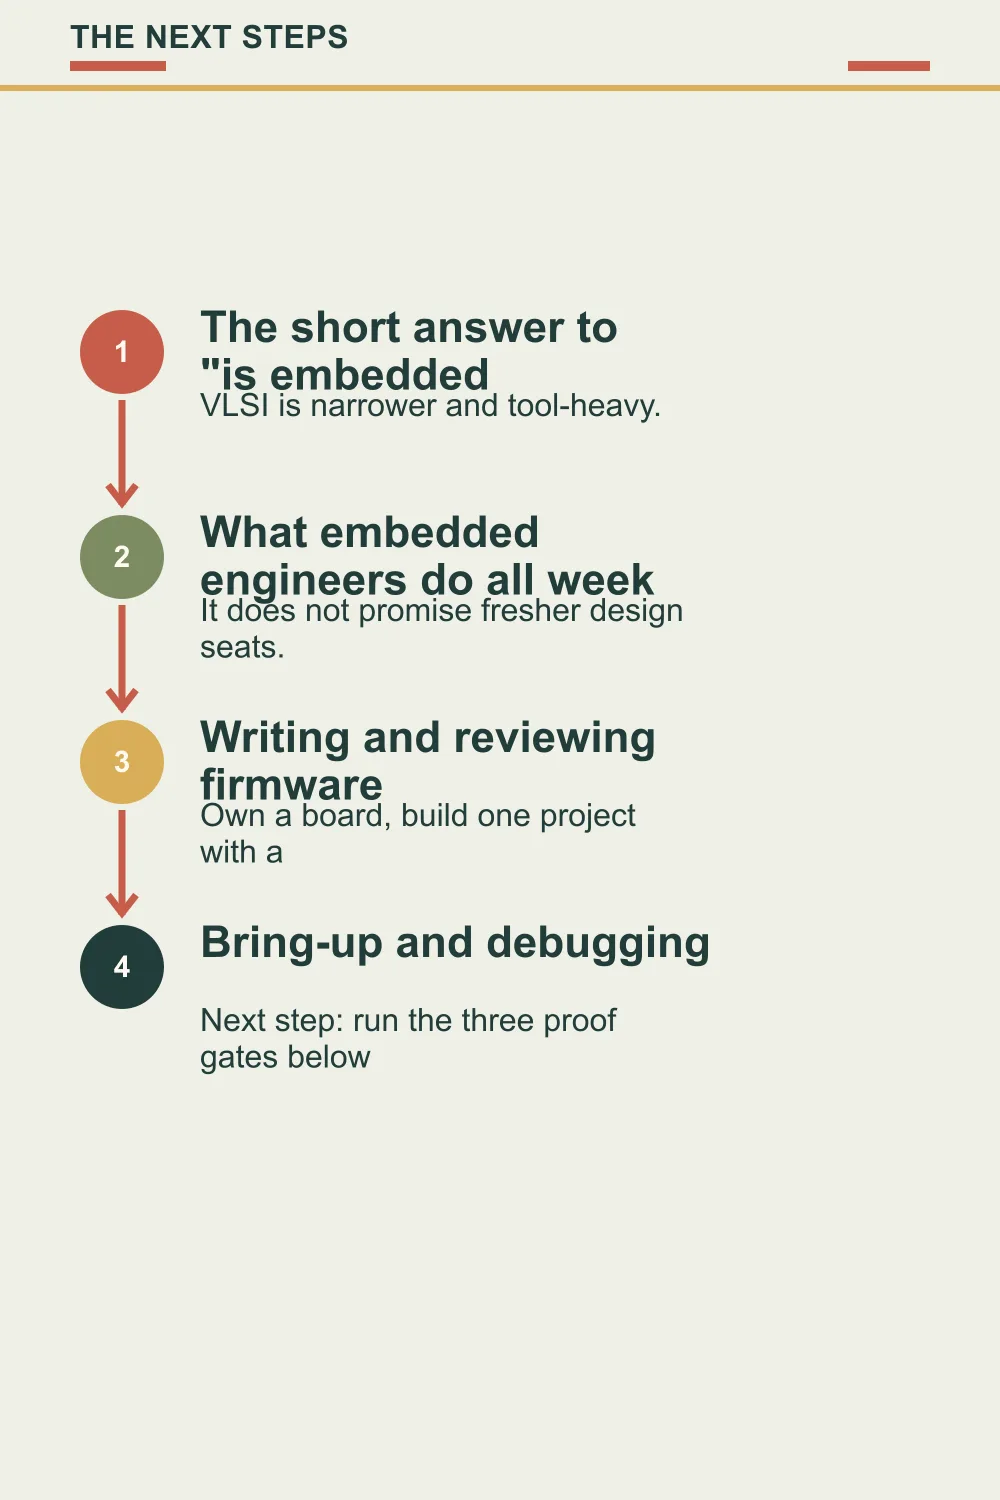 THE NEXT STEPS
1
The short answer to
"is embedded
VLSI is narrower and tool-heavy.
2
What embedded
engineers do all week
It does not promise fresher design
seats.
3
Writing and reviewing
firmware
Own a board, build one project
with a
4
Bring-up and debugging
Next step: run the three proof
gates below